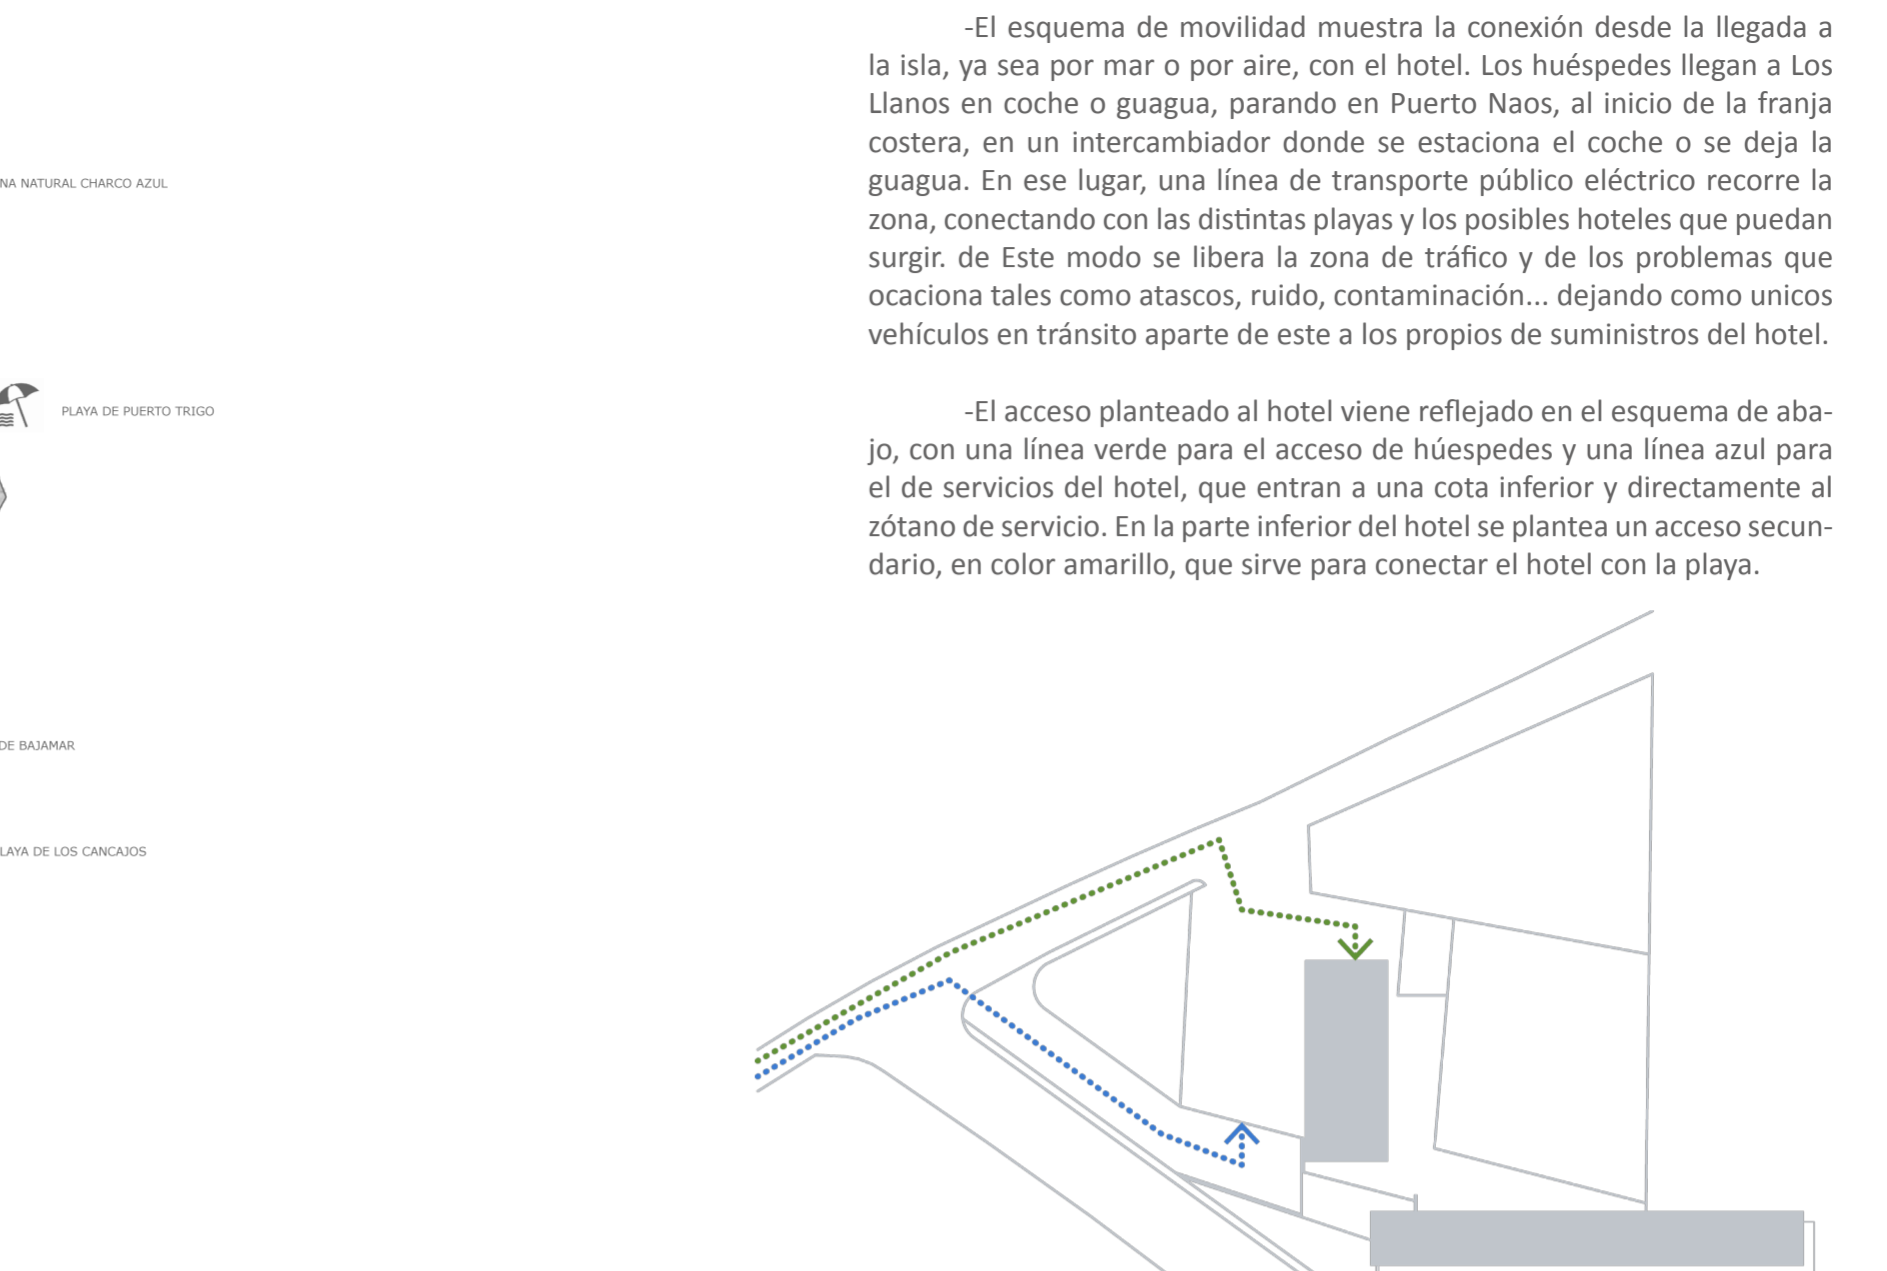 NA NATURAL CHARCO AZUL
PLAYA DE PUERTO TRIGO
DE BAJAMAR
LAYA DE LOS CANCAJOS
-El esquema de movilidad muestra la conexión desde la llegada a
la isla, ya sea por mar o por aire, con el hotel. Los huéspedes llegan a Los
Llanos en coche o guagua, parando en Puerto Naos, al inicio de la franja
costera, en un intercambiador donde se estaciona el coche o se deja la
guagua. En ese lugar, una línea de transporte público eléctrico recorre la
zona, conectando con las distintas playas y los posibles hoteles que puedan
surgir. de Este modo se libera la zona de tráfico y de los problemas que
ocaciona tales como atascos, ruido, contaminación... dejando como unicos
vehículos en tránsito aparte de este a los propios de suministros del hotel.
-El acceso planteado al hotel viene reflejado en el esquema de aba-
jo, con una línea verde para el acceso de húespedes y una línea azul para
el de servicios del hotel, que entran a una cota inferior y directamente al
zótano de servicio. En la parte inferior del hotel se plantea un acceso secun-
dario, en color amarillo, que sirve para conectar el hotel con la playa.